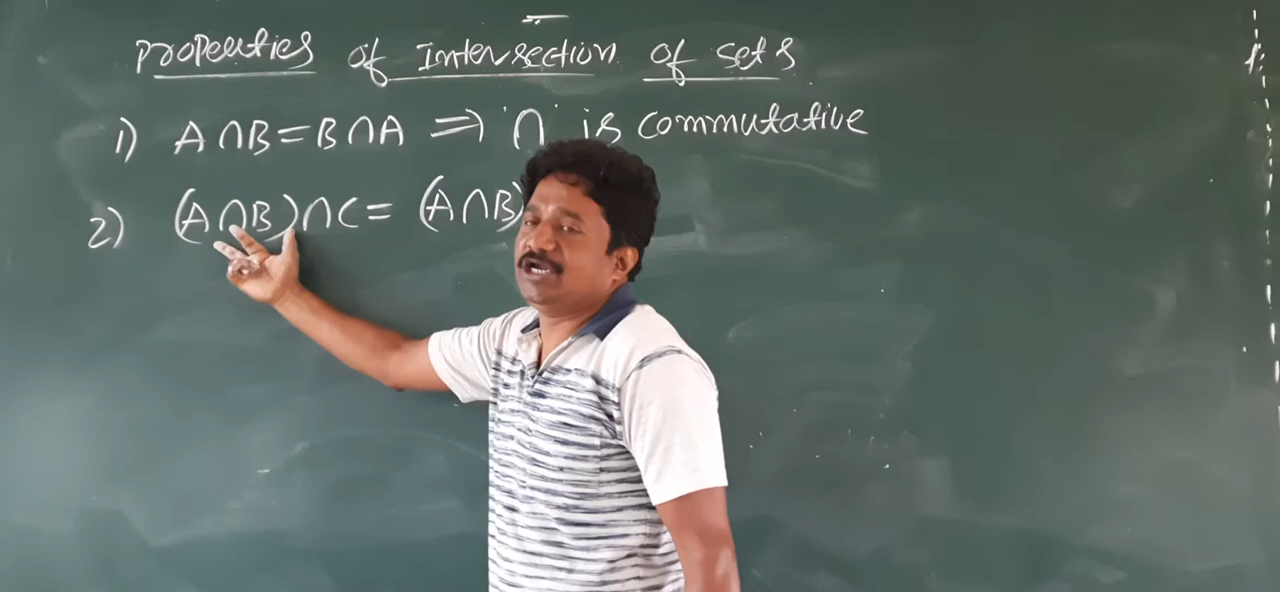 Properties of Intersection of sets
1) A∩B=B∩A ⇒ '∩' is commutative
2) (A∩B)∩C= (A∩B)